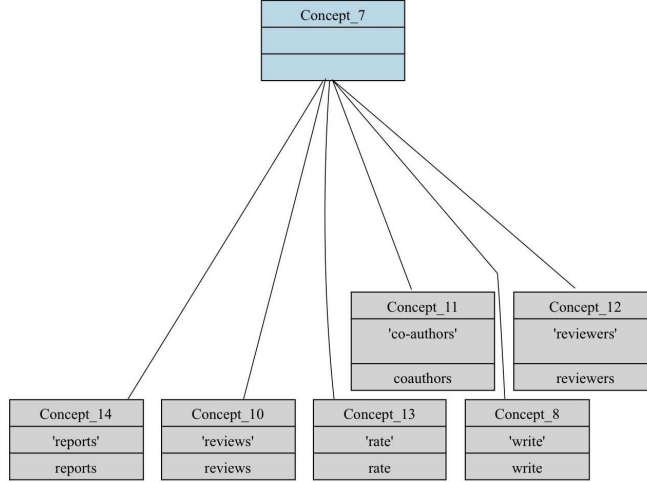 Concept_7
Concept_11
'co-authors'
coauthors
Concept_12
'reviewers'
reviewers
Concept_14
'reports'
reports
Concept_10
'reviews'
reviews
Concept_13
'rate'
rate
Concept_8
'write'
write